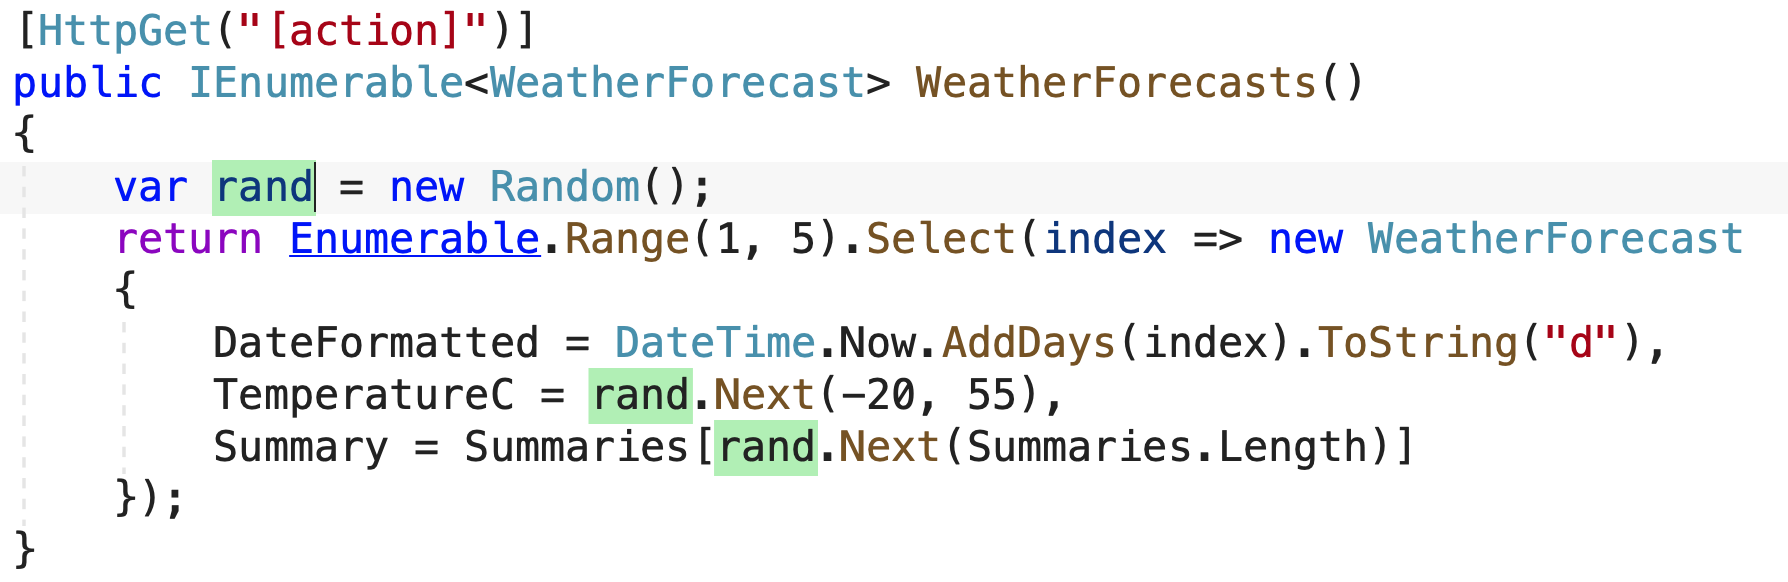 [HttpGet("[action]")]
public IEnumerable<WeatherForecast> WeatherForecasts()
{
    var rand = new Random();
    return Enumerable.Range(1, 5).Select(index => new WeatherForecast
    {
        DateFormatted = DateTime.Now.AddDays(index).ToString("d"),
        TemperatureC = rand.Next(-20, 55),
        Summary = Summaries[rand.Next(Summaries.Length)]
    });
}